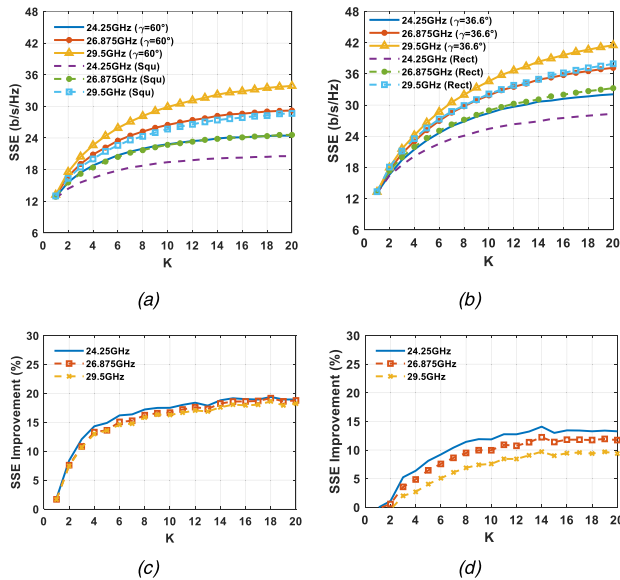 48
42
36
30
24
18
12
6
SSE (b/s/Hz)
24.25GHz (γ=60°)
26.875GHz (γ=60°)
29.5GHz (γ=60°)
24.25GHz (Squ)
26.875GHz (Squ)
29.5GHz (Squ)
0 2 4 6 8 10 12 14 16 18 20
K
(a)
48
42
36
30
24
18
12
6
SSE (b/s/Hz)
24.25GHz (γ=36.6°)
26.875GHz (γ=36.6°)
29.5GHz (γ=36.6°)
24.25GHz (Rect)
26.875GHz (Rect)
29.5GHz (Rect)
0 2 4 6 8 10 12 14 16 18 20
K
(b)
30
25
20
15
10
5
0
SSE Improvement (%)
24.25GHz
26.875GHz
29.5GHz
0 2 4 6 8 10 12 14 16 18 20
K
(c)
30
25
20
15
10
5
0
SSE Improvement (%)
24.25GHz
26.875GHz
29.5GHz
0 2 4 6 8 10 12 14 16 18 20
K
(d)